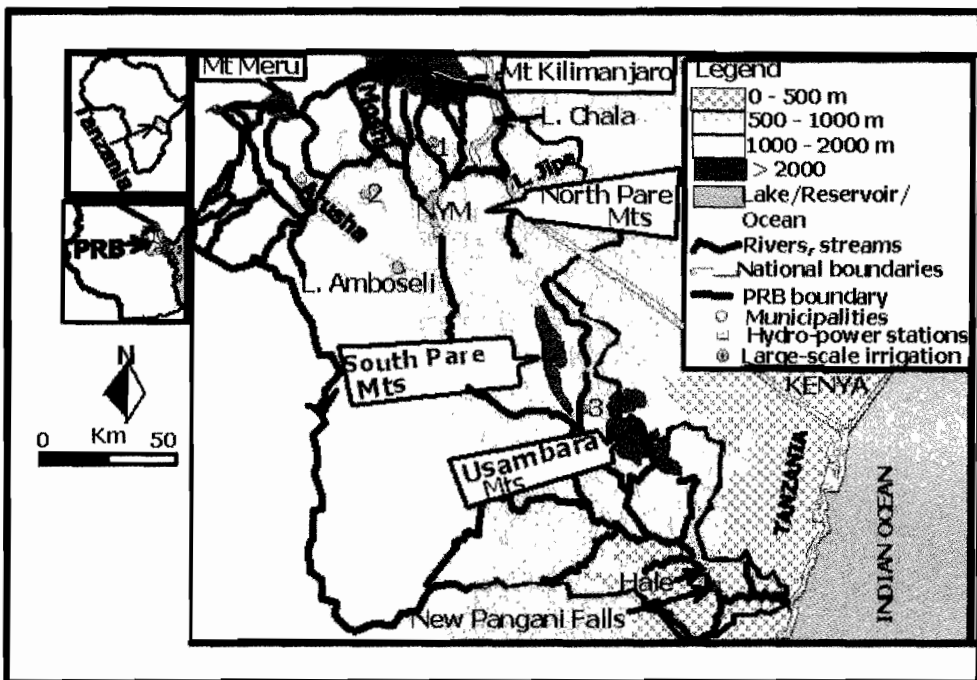 Mt Meru
Mt Kilimanjaro
Legend
0 - 500 m
500 - 1000 m
1000 - 2000 m
> 2000
Lake/Reservoir/
Ocean
Rivers, streams
National boundaries
PRB boundary
Municipalities
Hydro-power stations
Large-scale irrigation
Tanzania
PRB
N
0 Km 50
Moshi
L. Chala
1
L. Jipe
2
Arusha
NYM
North Pare
Mts
L. Amboseli
South Pare
Mts
3
Usambara
Mts
KENYA
TANZANIA
INDIAN OCEAN
Hale
New Pangani Falls